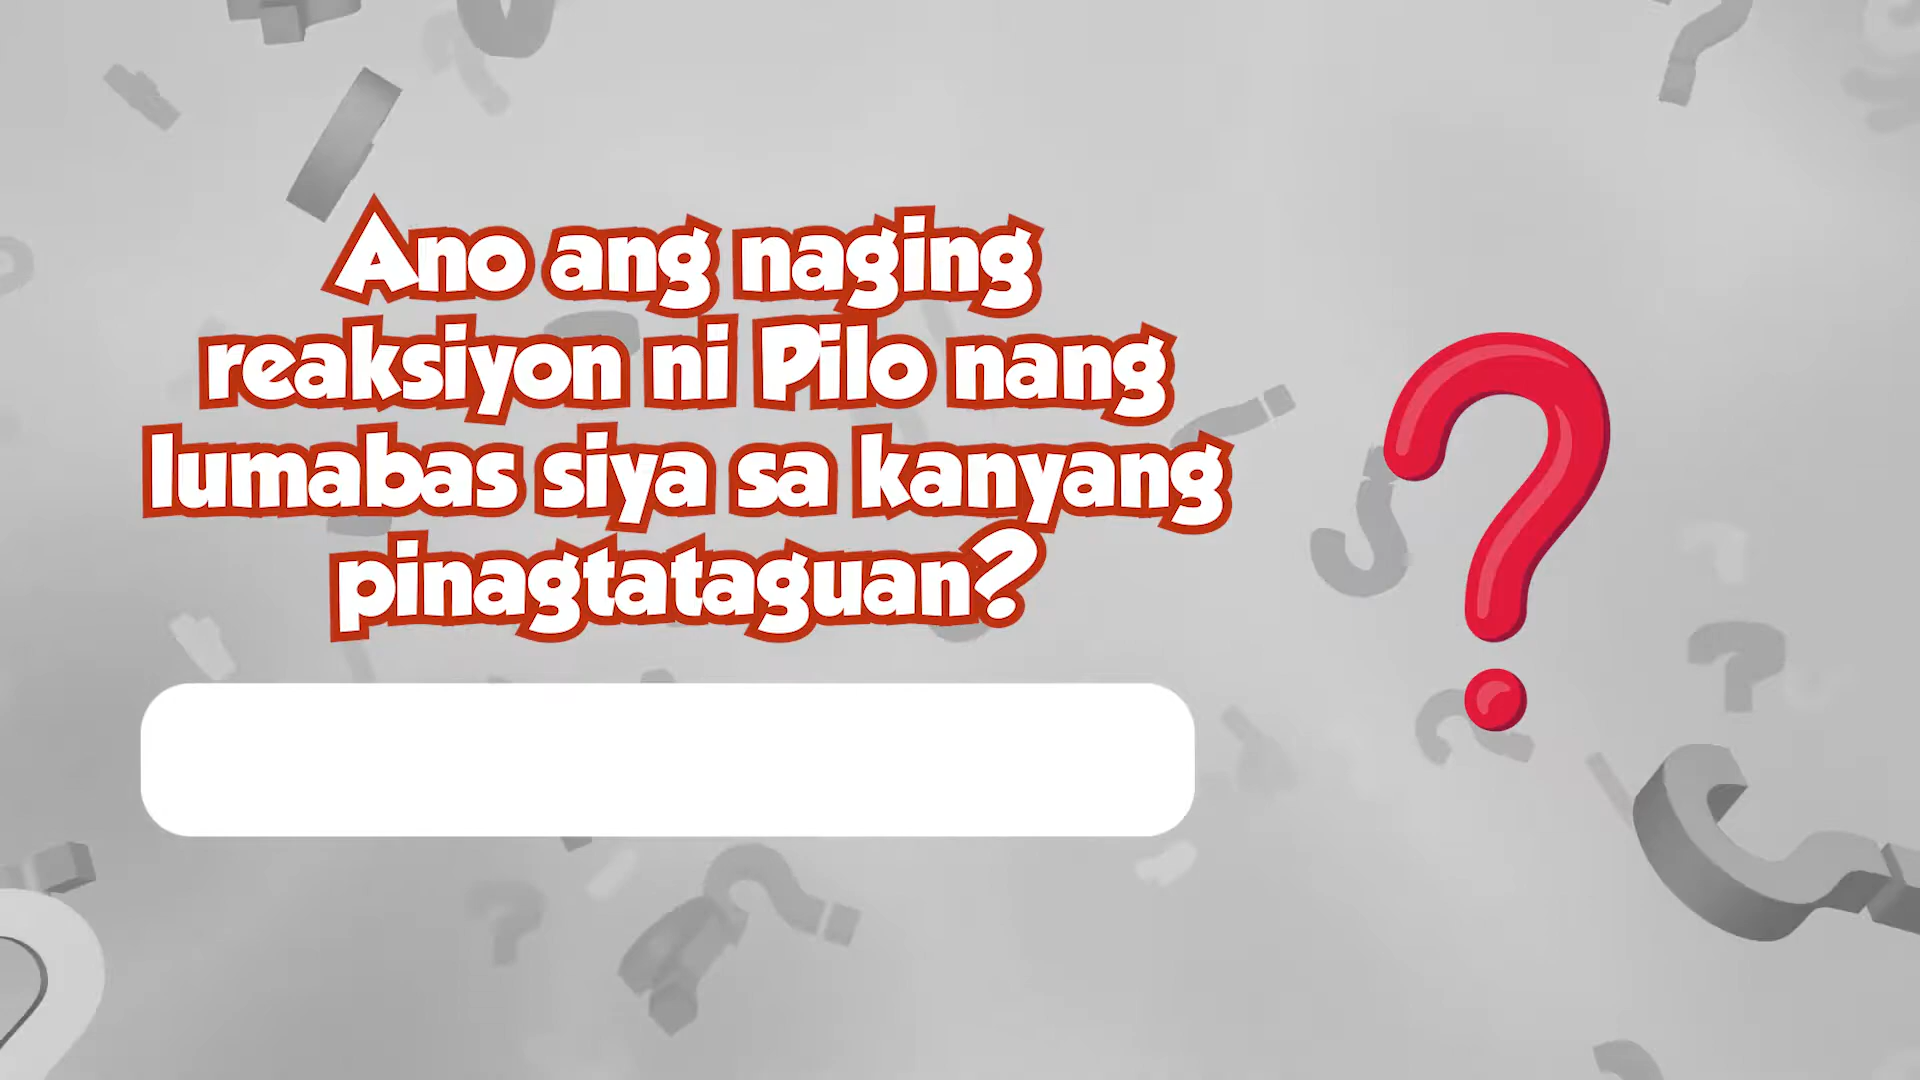 Ano ang naging
reaksiyon ni Pilo nang
lumabas siya sa kanyang
pinagtataguan?